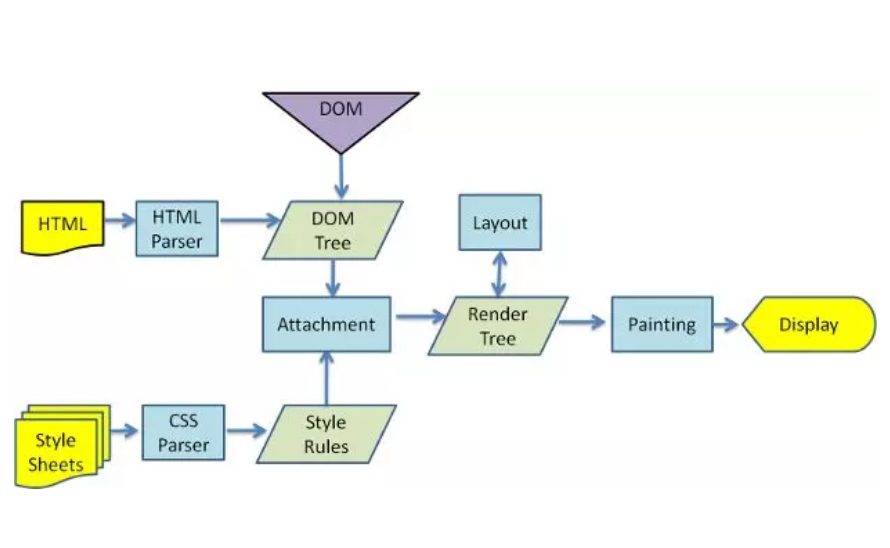 DOM
HTML
HTML
Parser
DOM
Tree
Layout
Attachment
Render
Tree
Painting
Display
Style
Sheets
CSS
Parser
Style
Rules